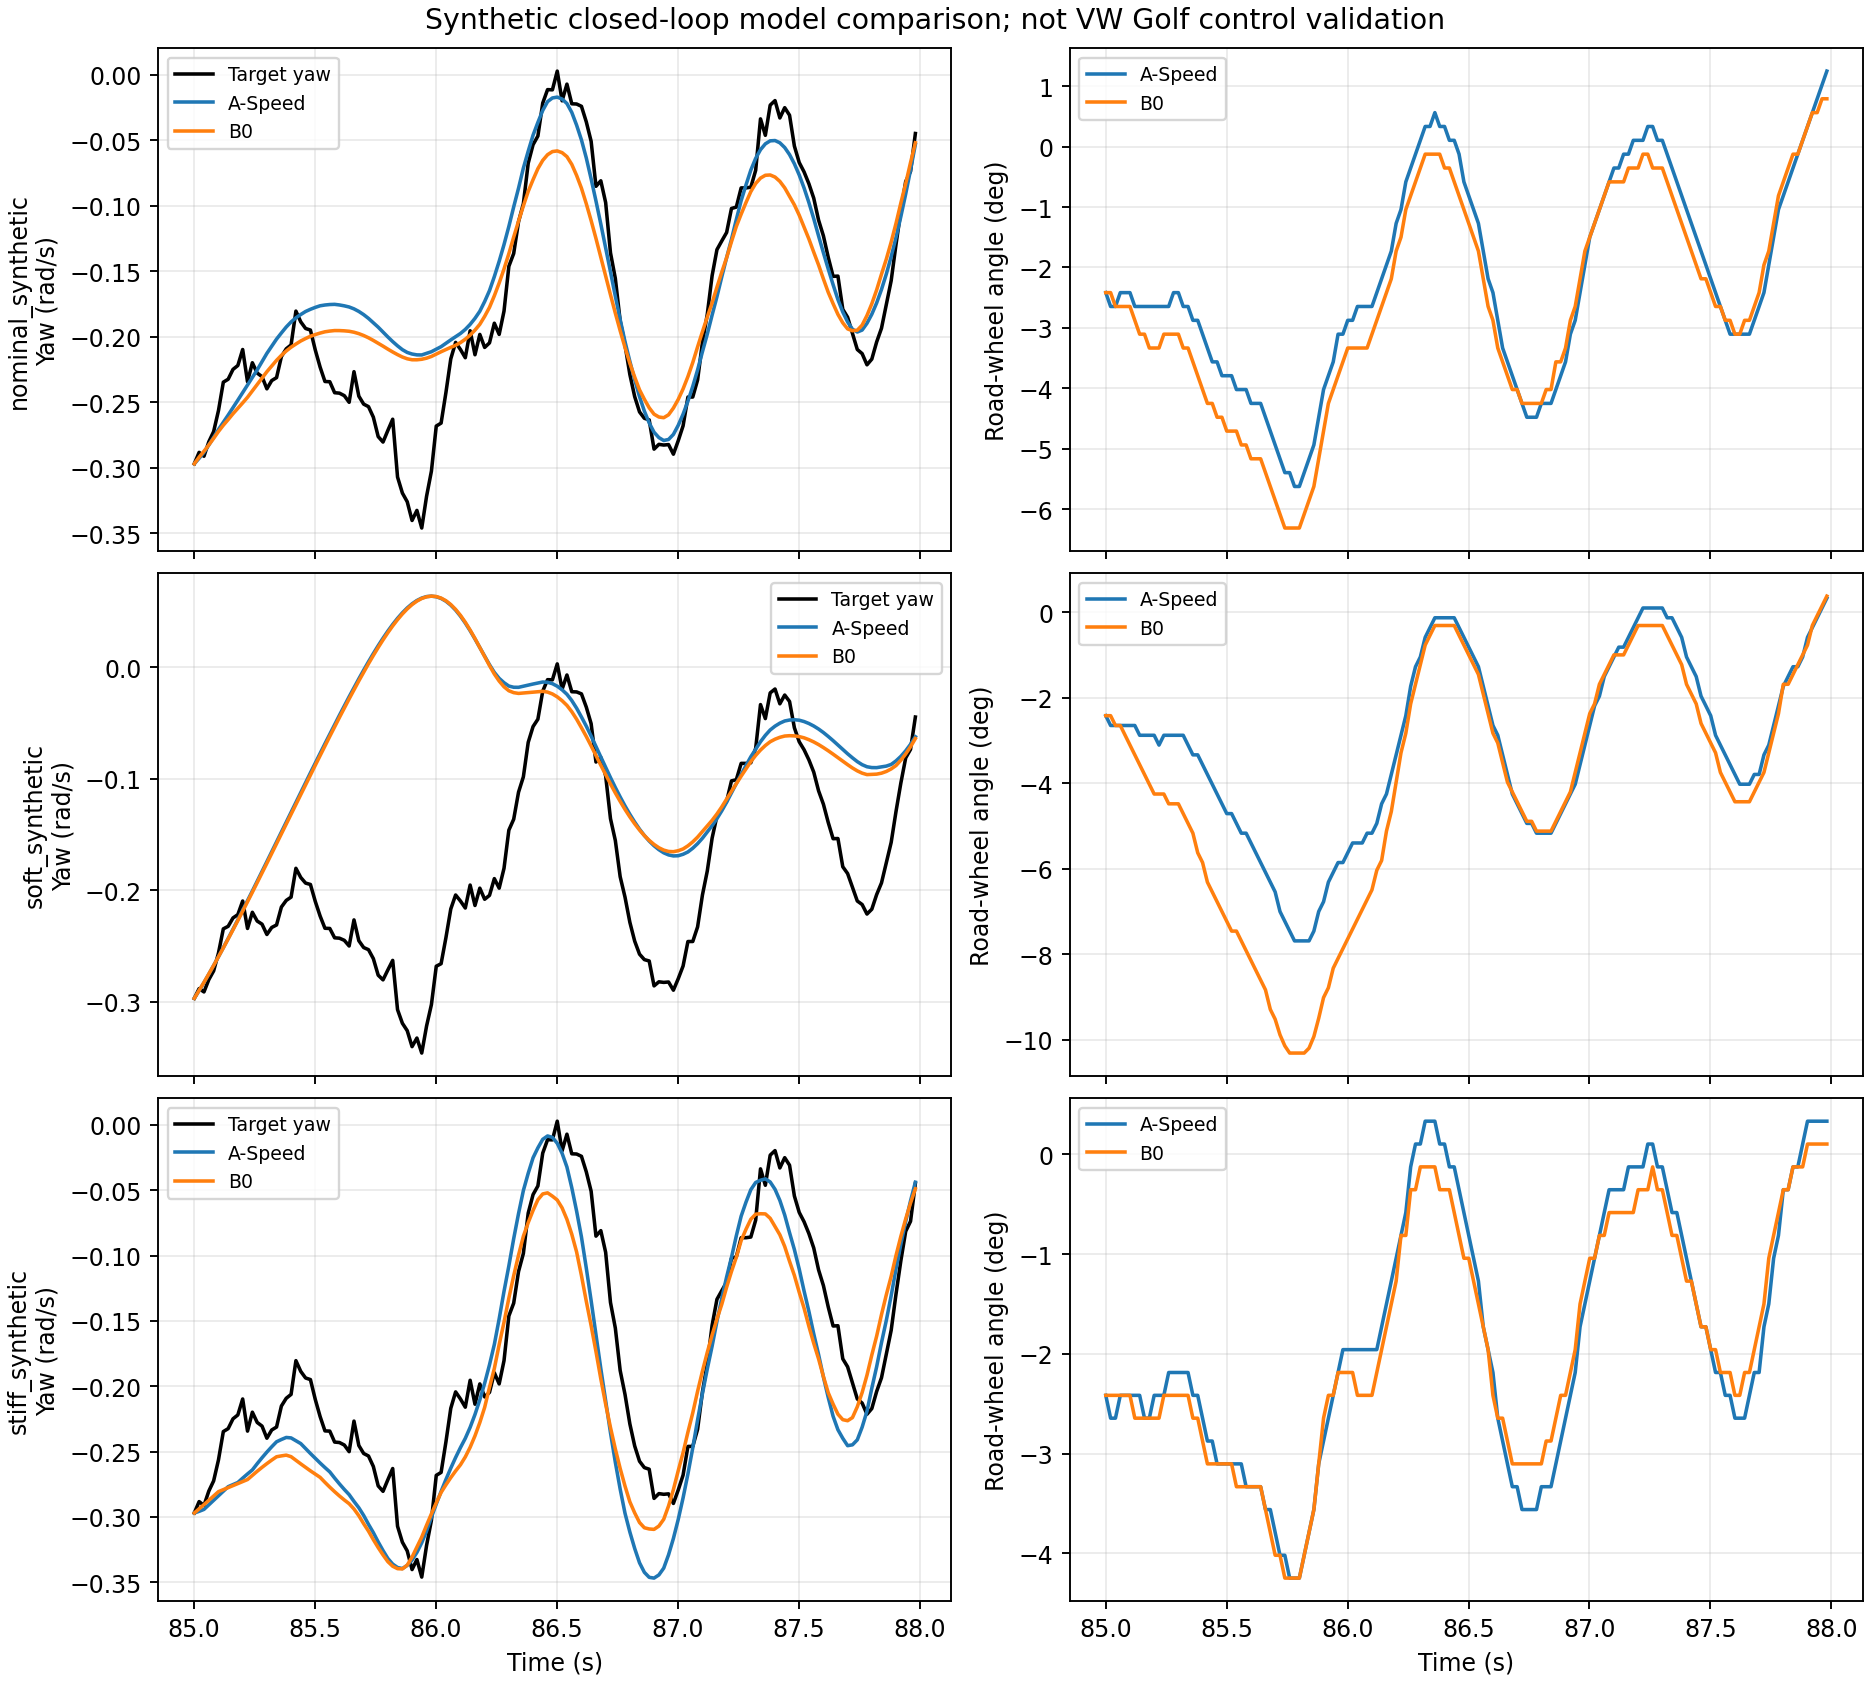 Synthetic closed-loop model comparison; not VW Golf control validation
nominal_synthetic
Yaw (rad/s)
0.00
−0.05
−0.10
−0.15
−0.20
−0.25
−0.30
−0.35
Target yaw
A-Speed
B0
Road-wheel angle (deg)
1
0
−1
−2
−3
−4
−5
−6
A-Speed
B0
soft_synthetic
Yaw (rad/s)
0.0
−0.1
−0.2
−0.3
Target yaw
A-Speed
B0
Road-wheel angle (deg)
0
−2
−4
−6
−8
−10
A-Speed
B0
stiff_synthetic
Yaw (rad/s)
0.00
−0.05
−0.10
−0.15
−0.20
−0.25
−0.30
−0.35
Target yaw
A-Speed
B0
85.0 85.5 86.0 86.5 87.0 87.5 88.0
Time (s)
Road-wheel angle (deg)
0
−1
−2
−3
−4
A-Speed
B0
85.0 85.5 86.0 86.5 87.0 87.5 88.0
Time (s)